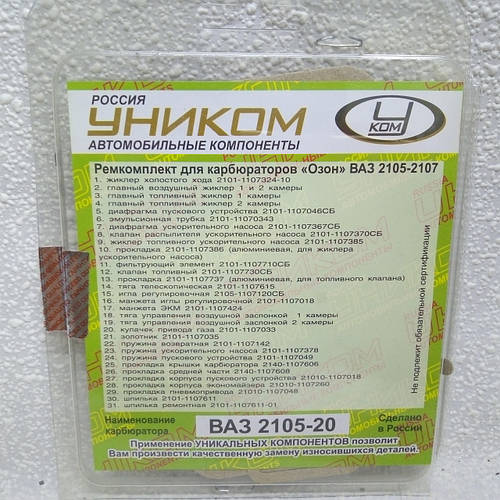 РОССИЯ
УНИКОМ
АВТОМОБИЛЬНЫЕ КОМПОНЕНТЫ
У
КОМ
Ремкомплект для карбюраторов «Озон» ВАЗ 2105-2107
1. жиклер холостого хода 2101-1107324-10
2. главный воздушный жиклер 1 и 2 камеры
3. главный топливный жиклер 1 камеры
4. главный топливный жиклер 2 камеры
5. диафрагма пускового устройства 2101-1107046СБ
6. эмульсионная трубка 2101-11070343
7. диафрагма ускорительного насоса 2101-1107367СБ
8. клапан распылителя ускорительного насоса 2101-1107370СБ
9. жиклер топливного ускорительного насоса 2101-1107385
10. прокладка 2101-1107386 (алюминиевая, для жиклера
ускорительного насоса)
11. фильтрующий элемент 2101-1107710СБ
12. клапан топливный 2101-1107730СБ
13. прокладка 2101-1107737 (алюминиевая, для топливного клапана)
14. тяга телескопическая 2101-1107615
15. игла регулировочная 2105-1107120СБ
16. манжета иглы регулировочной 2101-1107018
17. манжета ЭКМ 2101-1107424
18. тяга управления воздушной заслонкой 1 камеры
19. тяга управления воздушной заслонкой 2 камеры
20. кулачек привода газа 2101-1107033
21. золотник 2101-1107035
22. пружина возвратная 2101-1107142
23. пружина ускорительного насоса 2101-1107378
24. пружина пускового устройства 2101-1107049
25. прокладка крышки карбюратора 2140-1107606
26. прокладка средней части 2140-1107608
27. прокладка корпуса пускового устройства 21010-1107018
28. прокладка корпуса экономайзера 21010-1107260
29. прокладка пневмопривода 21010-1107048
30. шпилька 2101-1107611
31. шпилька ремонтная 2101-1107611-01
Не подлежит обязательной сертификации
Наименование
карбюратора
ВАЗ 2105-20
Сделано
в России
Применение УНИКАЛЬНЫХ КОМПОНЕНТОВ позволит
Вам произвести качественную замену износившихся деталей.